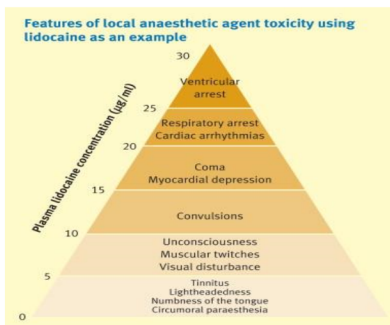 Features of local anaesthetic agent toxicity using
lidocaine as an example
Plasma lidocaine concentration (µg/ml)
30
Ventricular
arrest
25
Respiratory arrest
Cardiac arrhythmias
20
Coma
Myocardial depression
15
Convulsions
10
Unconsciousness
Muscular twitches
Visual disturbance
5
Tinnitus
Lightheadedness
Numbness of the tongue
Circumoral paraesthesia
0